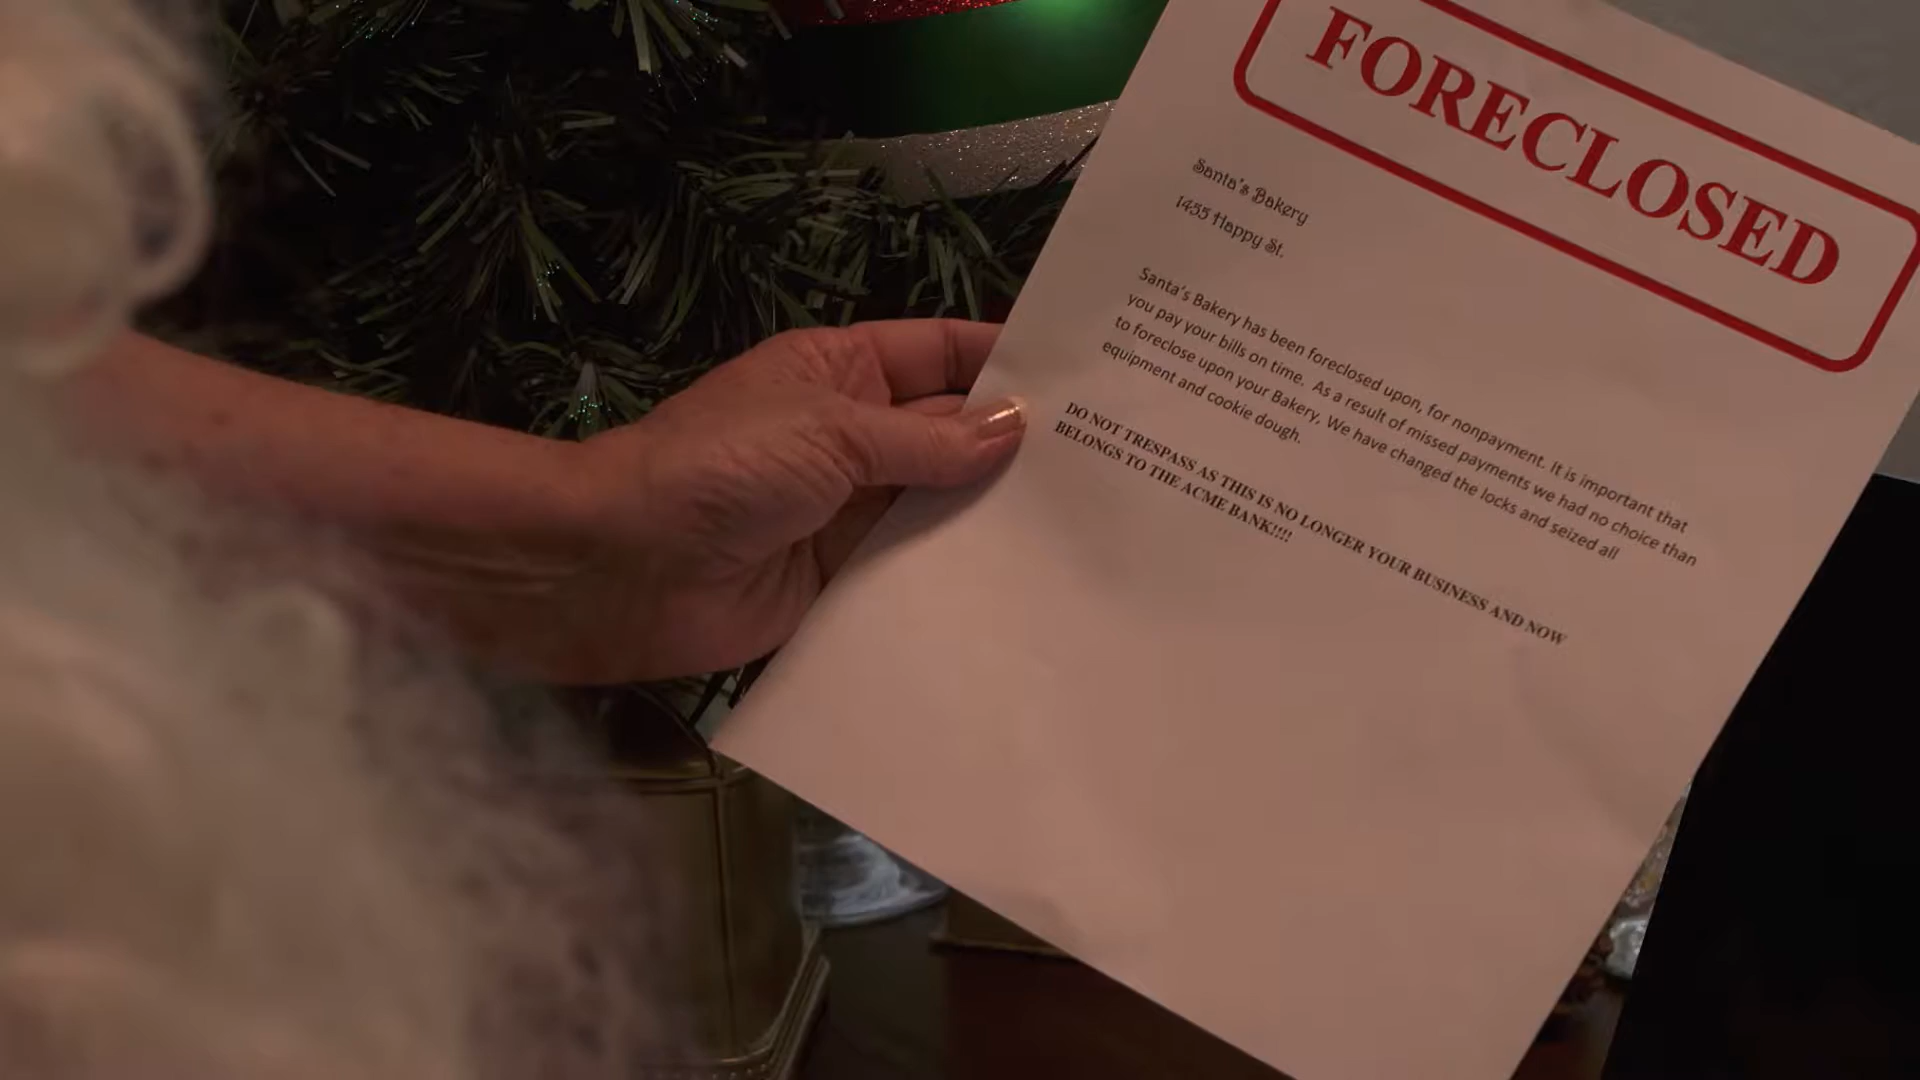 FORECLOSED
Santa's Bakery
1455 Happy St.
Santa's Bakery has been foreclosed upon, for nonpayment. It is important that
you pay your bills on time. As a result of missed payments we had no choice than
to foreclose upon your Bakery. We have changed the locks and seized all
equipment and cookie dough.
DO NOT TRESPASS AS THIS IS NO LONGER YOUR BUSINESS AND NOW
BELONGS TO THE ACME BANK!!!!